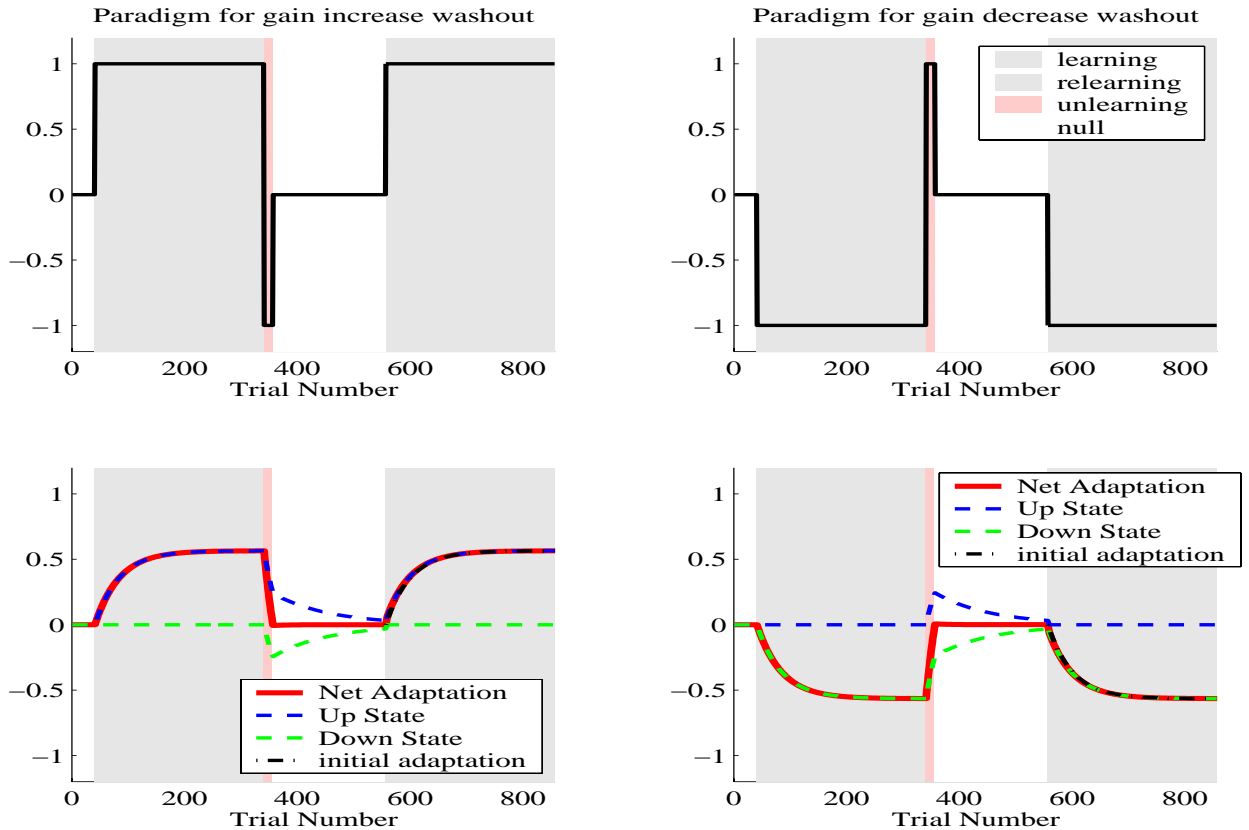 Paradigm for gain increase washout
1
0.5
0
−0.5
−1
0 200 400 600 800
Trial Number
Paradigm for gain decrease washout
learning
relearning
unlearning
null
1
0.5
0
−0.5
−1
0 200 400 600 800
Trial Number
1
0.5
0
−0.5
−1
Net Adaptation
Up State
Down State
initial adaptation
0 200 400 600 800
Trial Number
1
0.5
0
−0.5
−1
Net Adaptation
Up State
Down State
initial adaptation
0 200 400 600 800
Trial Number